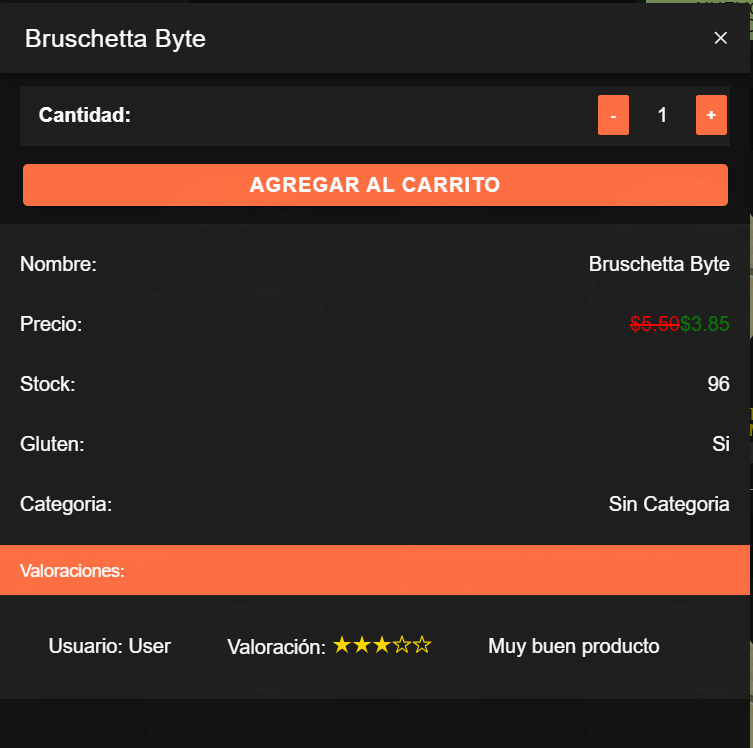 Bruschetta Byte ×
Cantidad: - 1 +
AGREGAR AL CARRITO
Nombre: Bruschetta Byte
Precio: $5.50$3.85
Stock: 96
Gluten: Si
Categoria: Sin Categoria
Valoraciones:
Usuario: User Valoración: ★★★☆☆ Muy buen producto